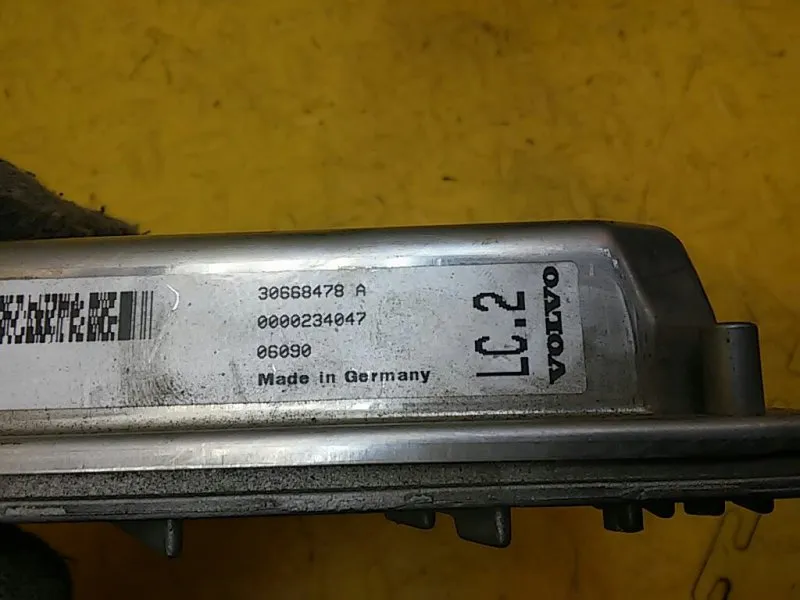 30668478 A
0000234047
06090
Made in Germany
LC.2
VOLVO